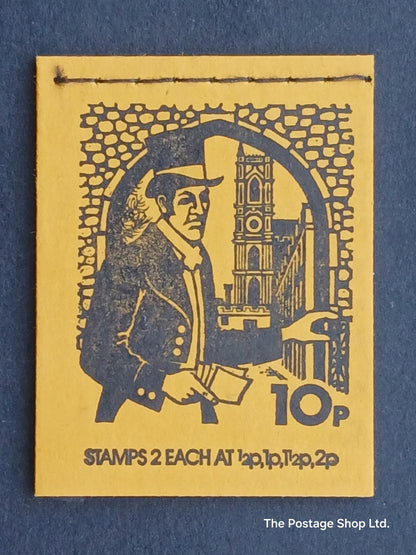 10P
STAMPS 2 EACH AT ½p,1p,1½p,2p
The Postage Shop Ltd.